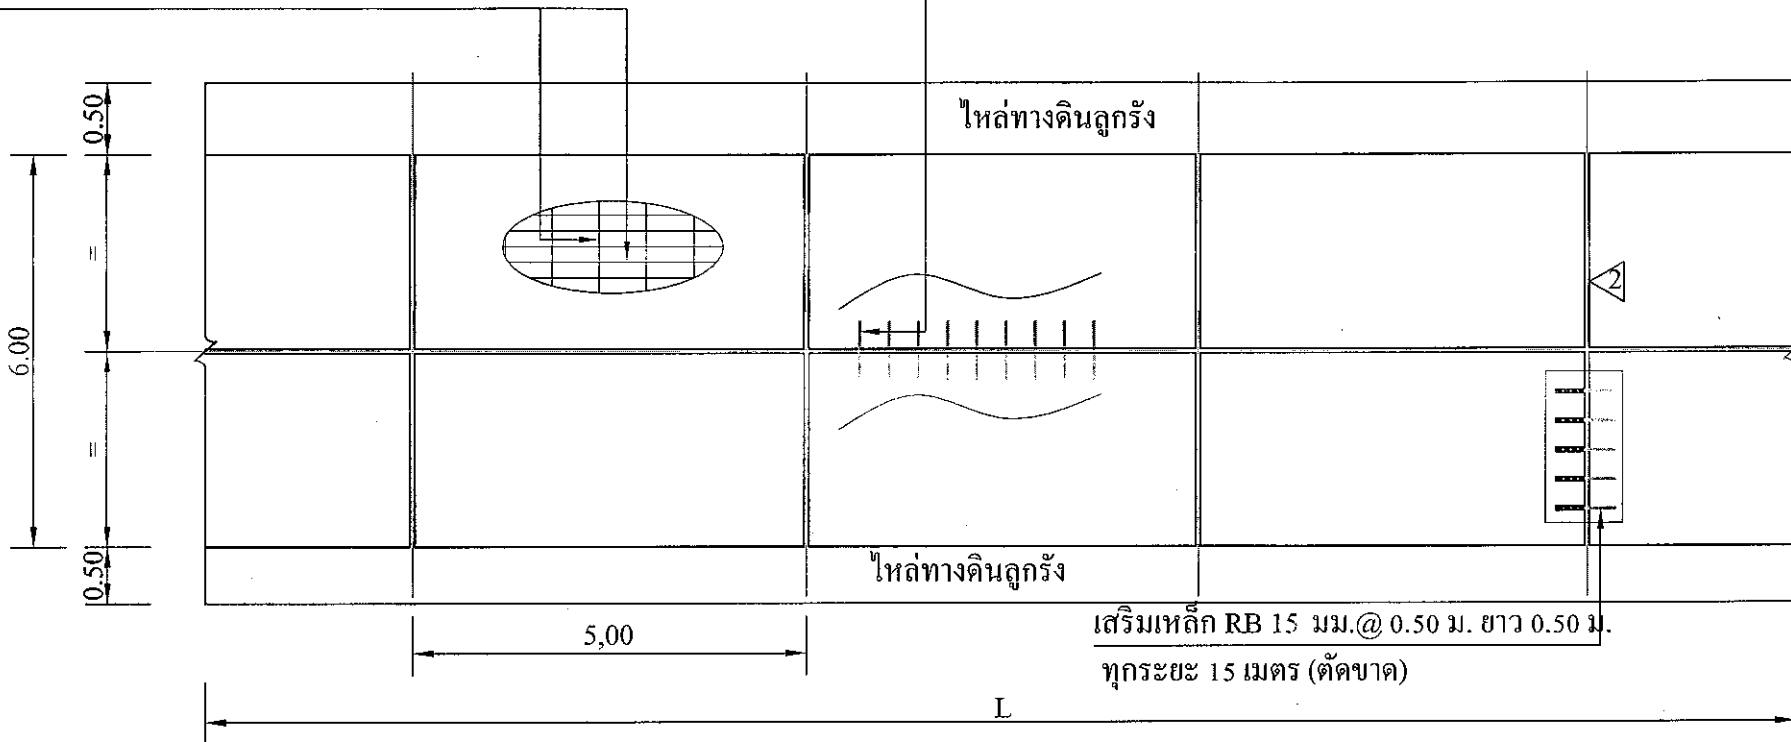 0.50
ไหล่ทางดินลูกรัง
=
2
6.00
=
0.50
ไหล่ทางดินลูกรัง
5,00
เสริมเหล็ก RB 15 มม.@ 0.50 ม. ยาว 0.50 ม.
ทุกระยะ 15 เมตร (ตัดขาด)
L